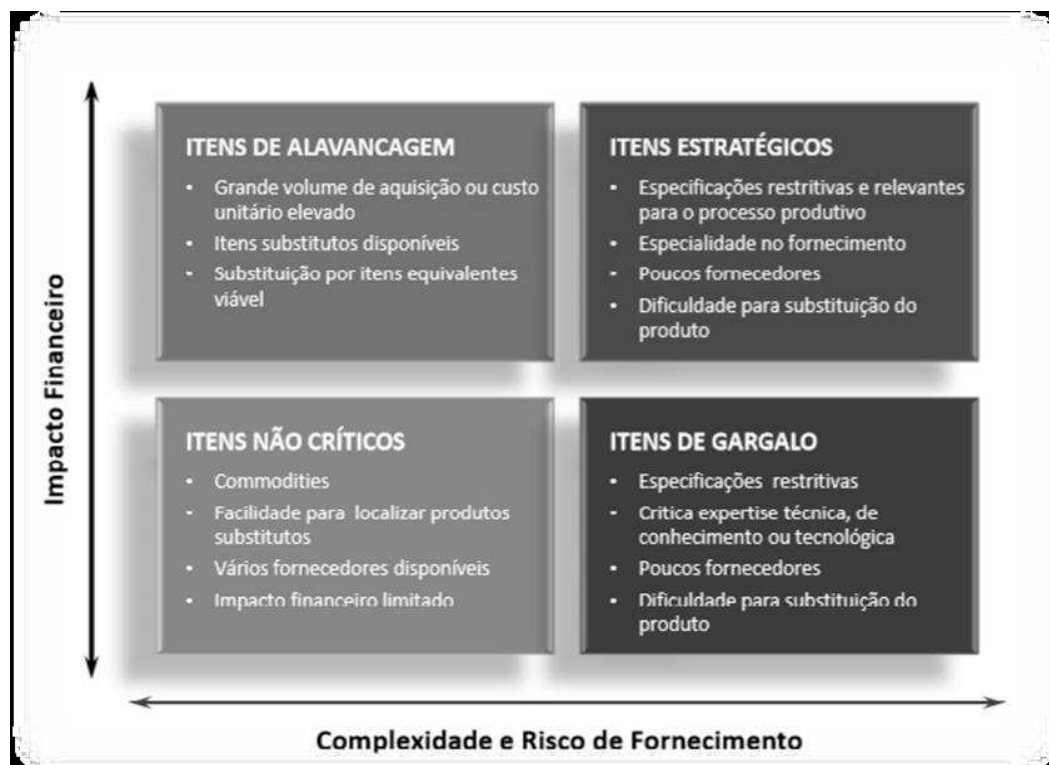 Impacto Financeiro
ITENS DE ALAVANCAGEM
• Grande volume de aquisição ou custo
unitário elevado
• Itens substitutos disponíveis
• Substituição por itens equivalentes
viável
ITENS ESTRATÉGICOS
• Especificações restritivas e relevantes
para o processo produtivo
• Especialidade no fornecimento
• Poucos fornecedores
• Dificuldade para substituição do
produto
ITENS NÃO CRÍTICOS
• Commodities
• Facilidade para localizar produtos
substitutos
• Vários fornecedores disponíveis
• Impacto financeiro limitado
ITENS DE GARGALO
• Especificações restritivas
• Critica expertise técnica, de
conhecimento ou tecnológica
• Poucos fornecedores
• Dificuldade para substituição do
produto
Complexidade e Risco de Fornecimento